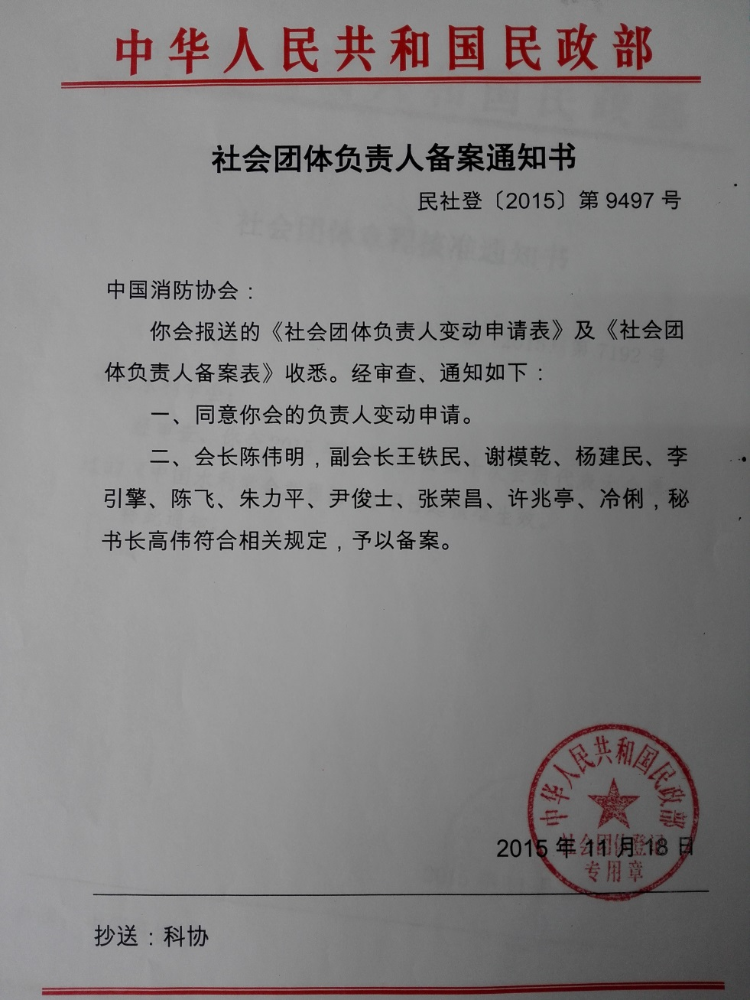 中华人民共和国民政部
社会团体负责人备案通知书
民社登〔2015〕第 9497 号
中国消防协会：
你会报送的《社会团体负责人变动申请表》及《社会团
体负责人备案表》收悉。经审查、通知如下：
一、同意你会的负责人变动申请。
二、会长陈伟明，副会长王铁民、谢模乾、杨建民、李
引擎、陈飞、朱力平、尹俊士、张荣昌、许兆亭、冷俐，秘
书长高伟符合相关规定，予以备案。
中华人民共和国民政部
2015 年 11 月 18 日
社会团体登记
专用章
抄送：科协